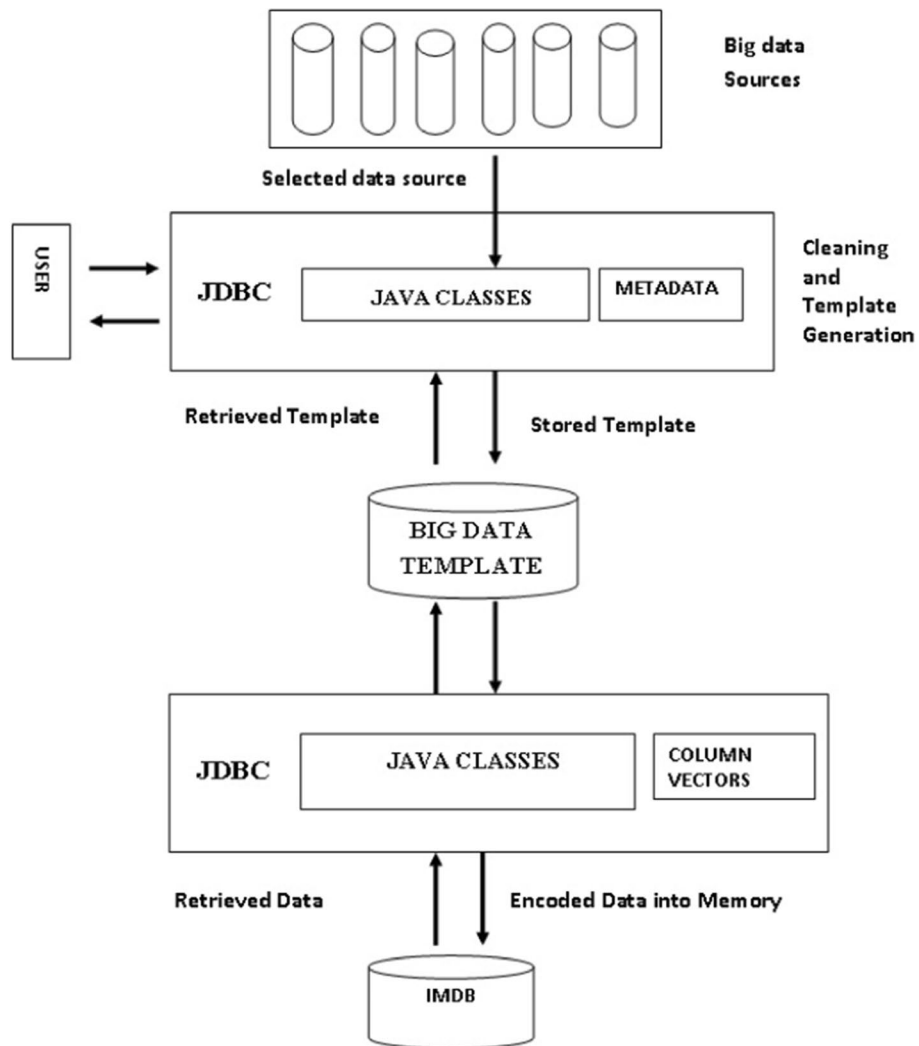 Big data
Sources
Selected data source
USER
JDBC
JAVA CLASSES
METADATA
Cleaning
and
Template
Generation
Retrieved Template
Stored Template
BIG DATA
TEMPLATE
JDBC
JAVA CLASSES
COLUMN
VECTORS
Retrieved Data
Encoded Data into Memory
IMDB